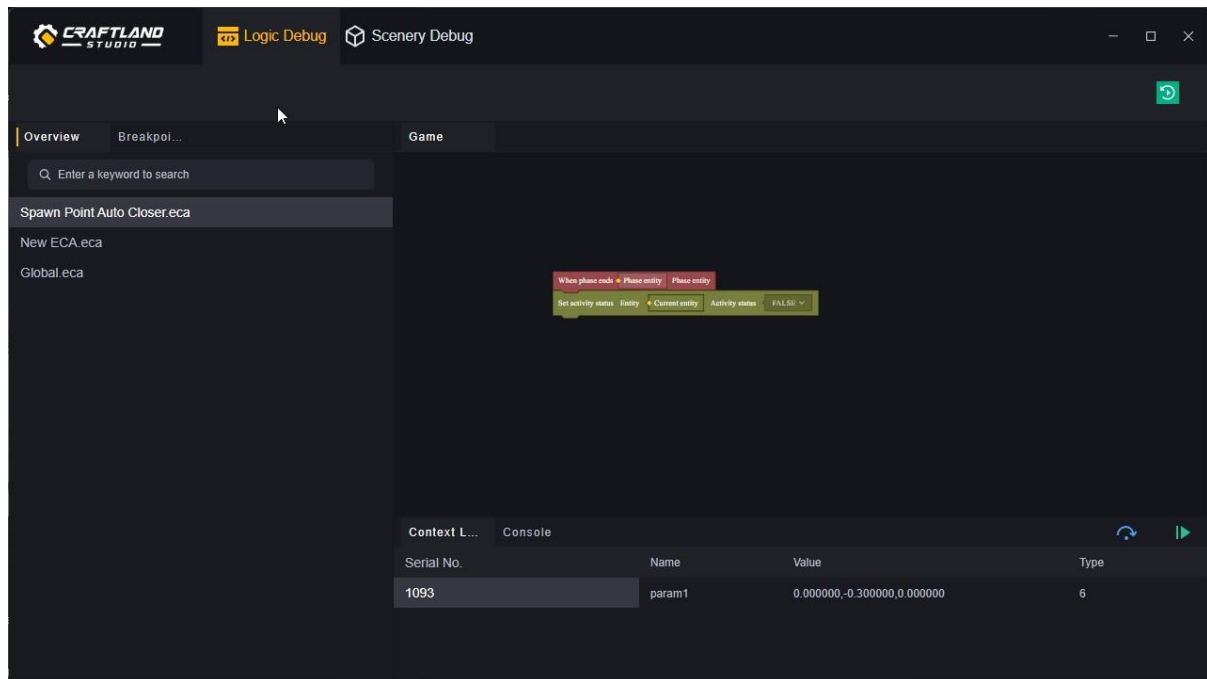 CRAFTLAND STUDIO Logic Debug Scenery Debug
Overview Breakpoi... Game
Enter a keyword to search
Spawn Point Auto Closer.eca
New ECA.eca
Global.eca
When phase ends Phase entity Phase entity
Set activity status Entity Current entity Activity status FALSE
Context L... Console
Serial No. Name Value Type
1093 param1 0.000000,-0.300000,0.000000 6